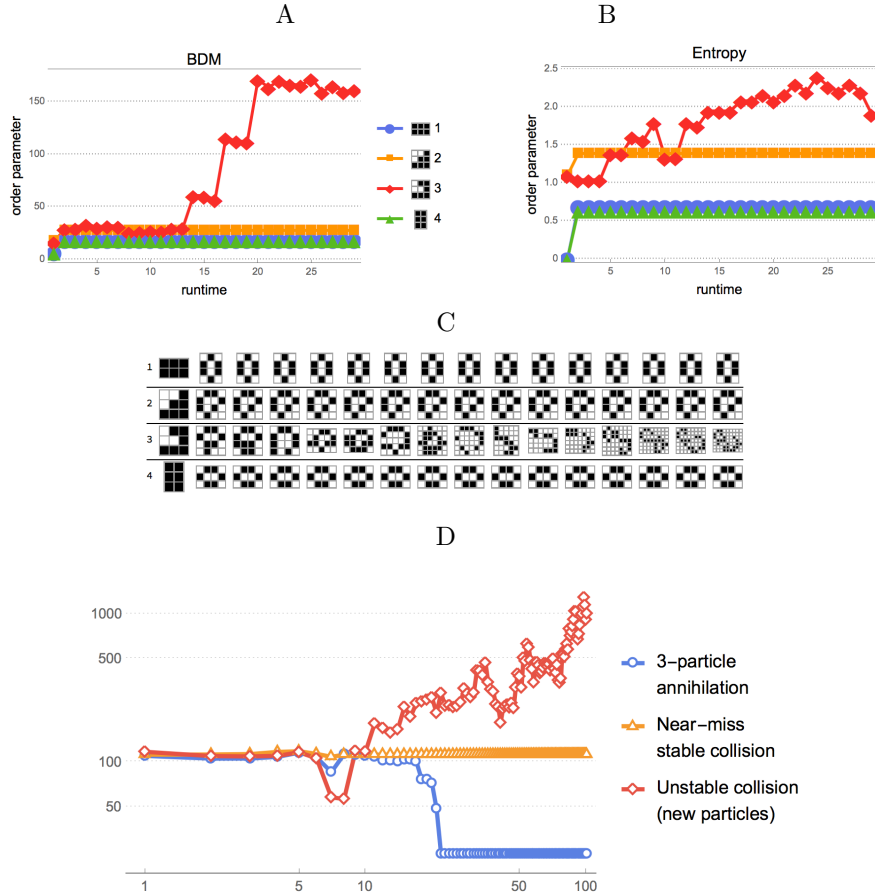 A
B
BDM
Entropy
order parameter
150
100
50
0
5
10
15
20
25
runtime
1
2
3
4
order parameter
2.5
2.0
1.5
1.0
0.5
0
5
10
15
20
25
runtime
C
1
2
3
4
D
1000
500
100
50
1
5
10
50
100
3-particle
annihilation
Near-miss
stable collision
Unstable collision
(new particles)